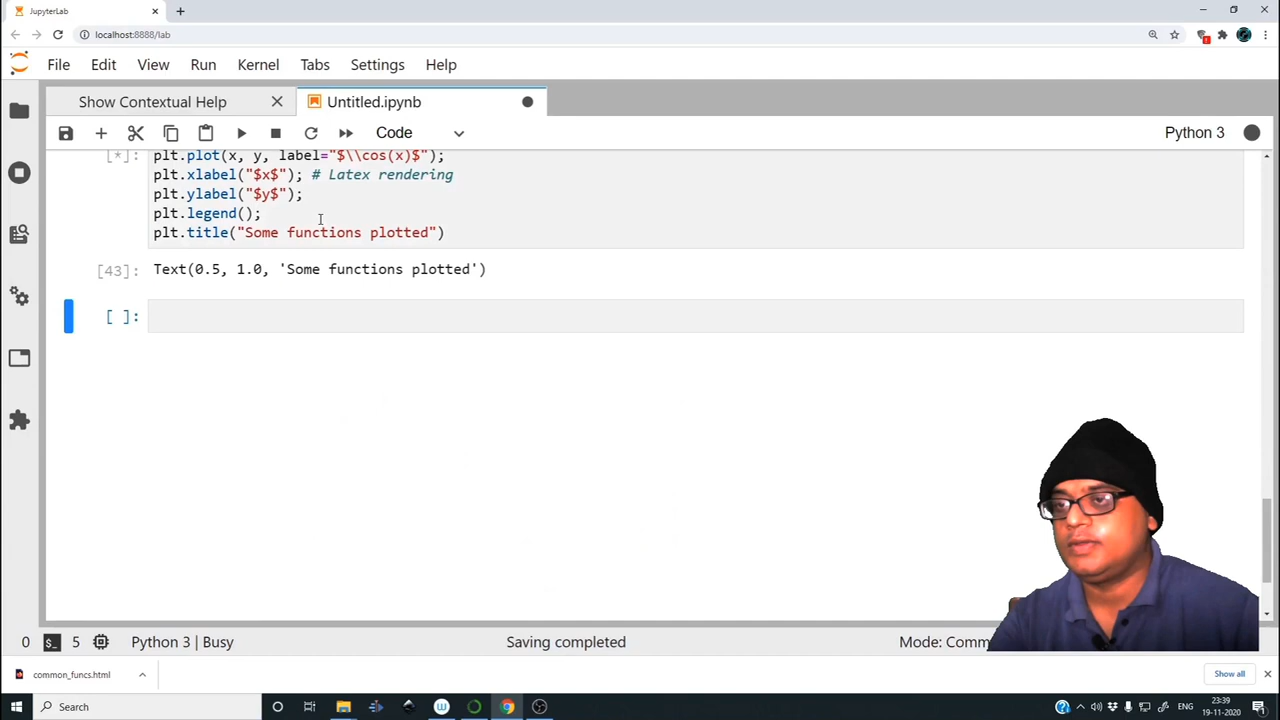 JupyterLab
localhost:8888/lab
File Edit View Run Kernel Tabs Settings Help
Show Contextual Help Untitled.ipynb
Code Python 3
[*]: plt.plot(x, y, label="$\\cos(x)$");
plt.xlabel("$x$"); # Latex rendering
plt.ylabel("$y$");
plt.legend();
plt.title("Some functions plotted")
[43]: Text(0.5, 1.0, 'Some functions plotted')
[ ]:
0 $_ 5 Python 3 | Busy Saving completed Mode: Comm
common_funcs.html Show all
Search ENG 23:39
19-11-2020